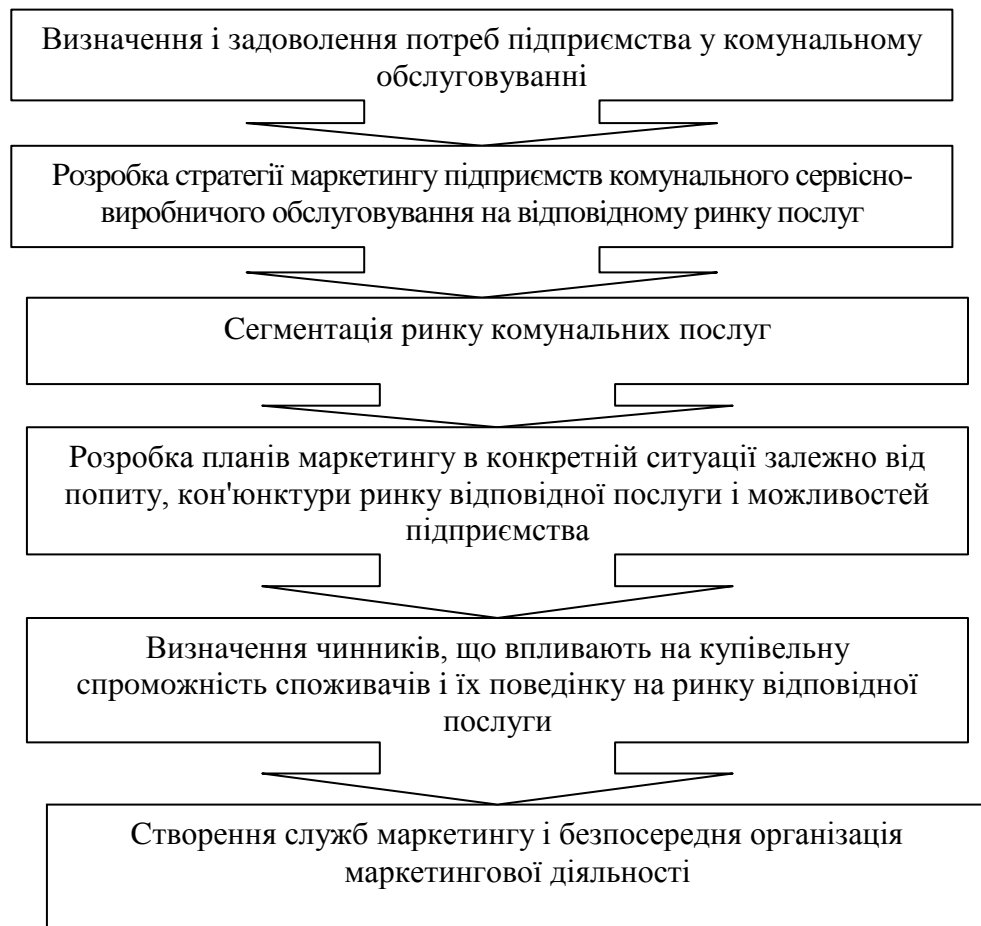 Визначення і задоволення потреб підприємства у комунальному
обслуговуванні
Розробка стратегії маркетингу підприємств комунального сервісно-
виробничого обслуговування на відповідному ринку послуг
Сегментація ринку комунальних послуг
Розробка планів маркетингу в конкретній ситуації залежно від
попиту, кон'юнктури ринку відповідної послуги і можливостей
підприємства
Визначення чинників, що впливають на купівельну
спроможність споживачів і їх поведінку на ринку відповідної
послуги
Створення служб маркетингу і безпосередня організація
маркетингової діяльності